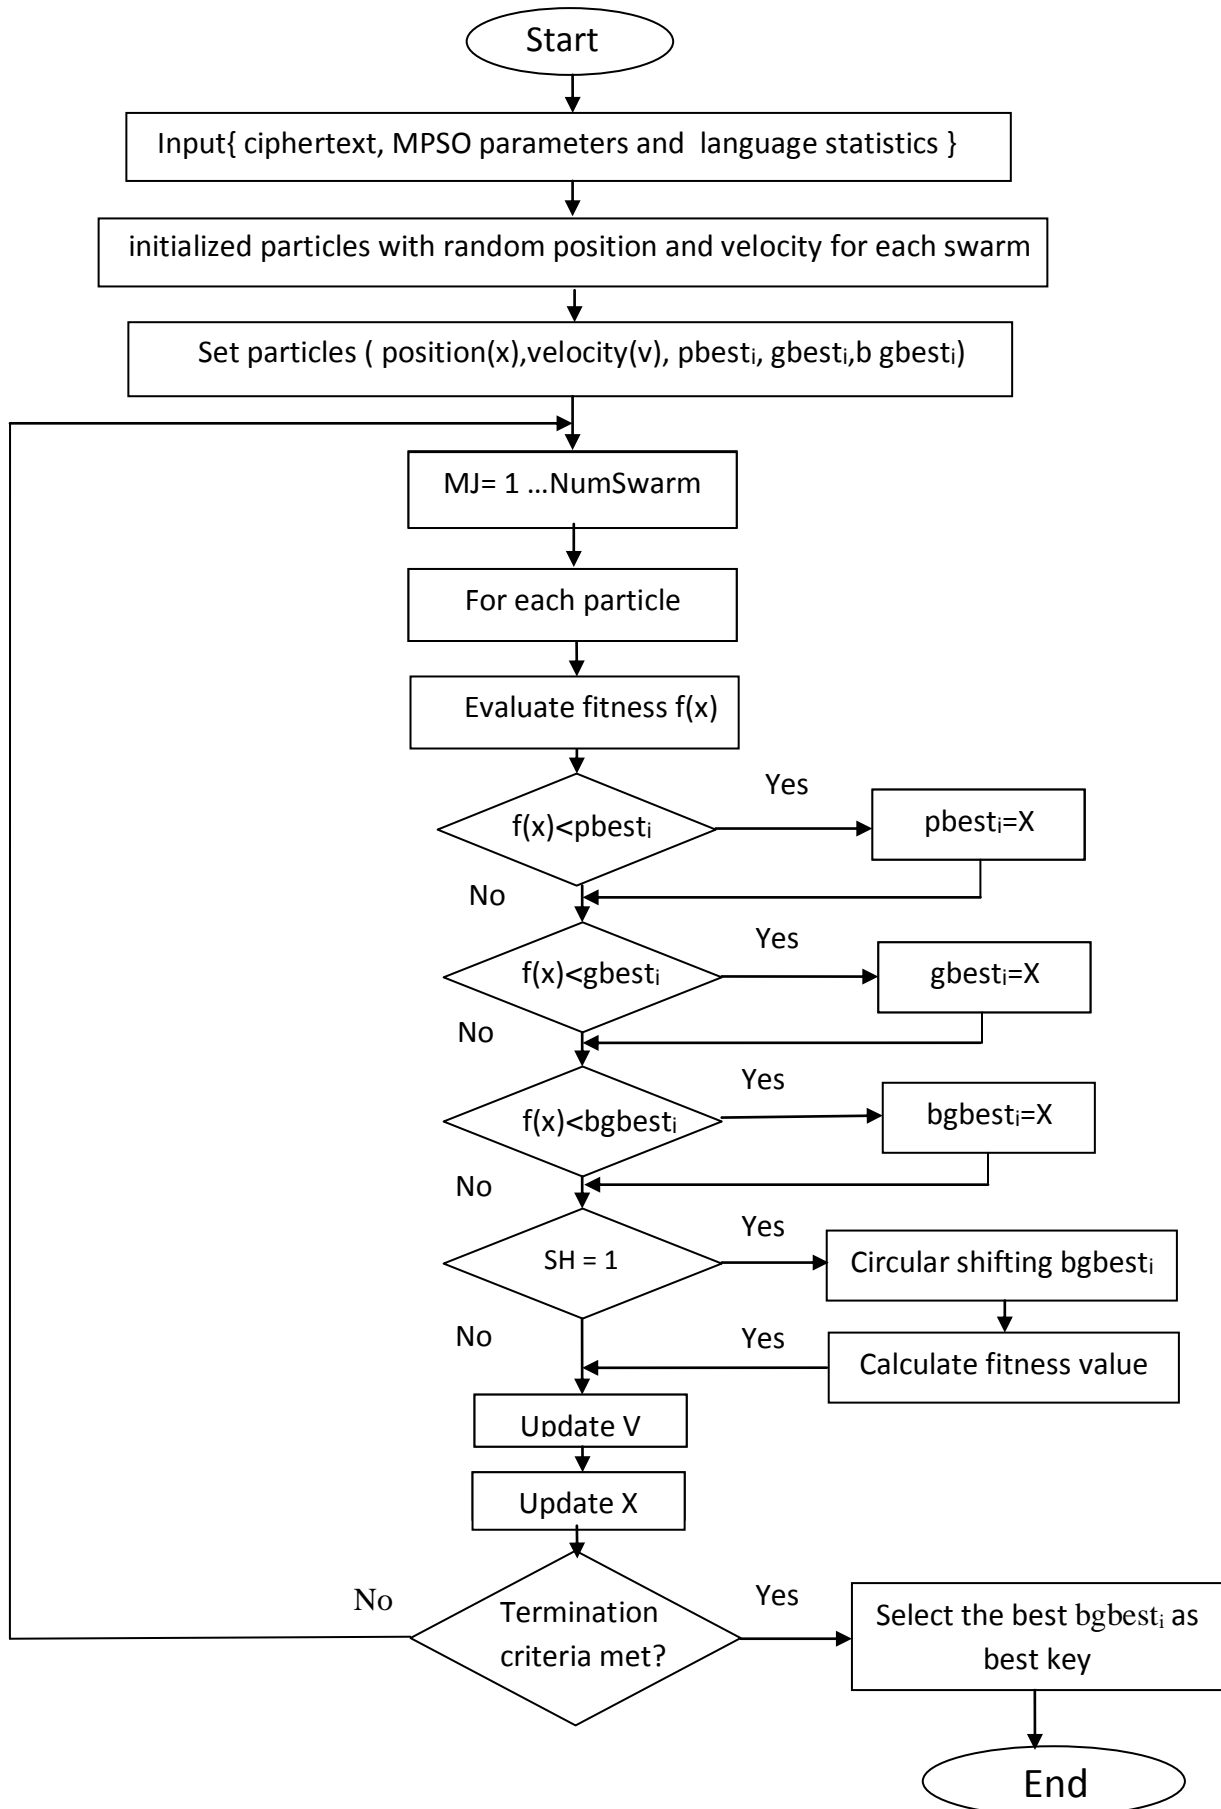 Start
Input{ ciphertext, MPSO parameters and  language statistics }
initialized particles with random position and velocity for each swarm
Set particles ( position(x),velocity(v), pbestᵢ, gbestᵢ,b gbestᵢ)
MJ= 1 ...NumSwarm
For each particle
Evaluate fitness f(x)
f(x)<pbestᵢ
Yes
pbestᵢ=X
No
f(x)<gbestᵢ
Yes
gbestᵢ=X
No
f(x)<bgbestᵢ
Yes
bgbestᵢ=X
No
SH = 1
Yes
Circular shifting bgbestᵢ
No
Yes
Calculate fitness value
Update V
Update X
No
Termination
criteria met?
Yes
Select the best bgbestᵢ as
best key
End